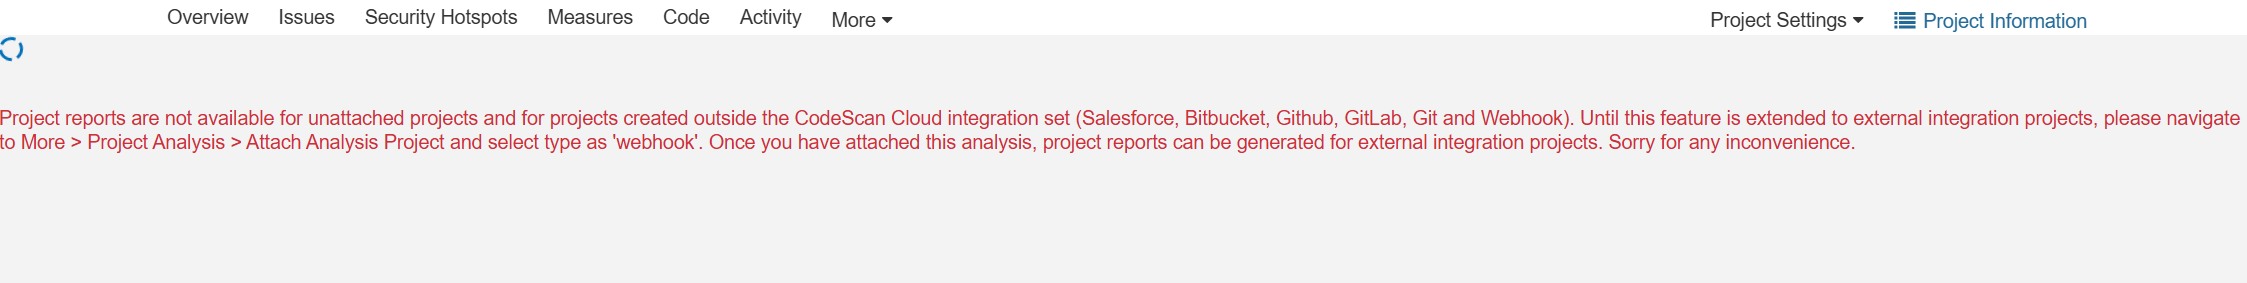 Overview Issues Security Hotspots Measures Code Activity More Project Settings Project Information
Project reports are not available for unattached projects and for projects created outside the CodeScan Cloud integration set (Salesforce, Bitbucket, Github, GitLab, Git and Webhook). Until this feature is extended to external integration projects, please navigate
to More > Project Analysis > Attach Analysis Project and select type as 'webhook'. Once you have attached this analysis, project reports can be generated for external integration projects. Sorry for any inconvenience.